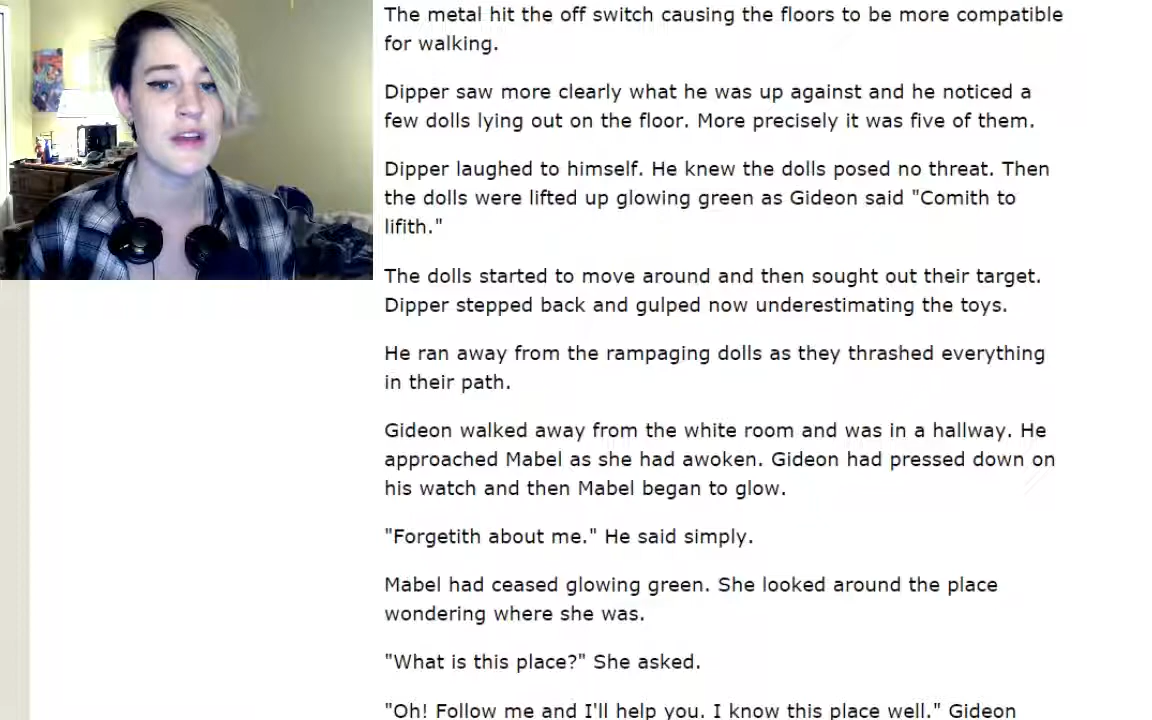 The metal hit the off switch causing the floors to be more compatible
for walking.
Dipper saw more clearly what he was up against and he noticed a
few dolls lying out on the floor. More precisely it was five of them.
Dipper laughed to himself. He knew the dolls posed no threat. Then
the dolls were lifted up glowing green as Gideon said "Comith to
lifith."
The dolls started to move around and then sought out their target.
Dipper stepped back and gulped now underestimating the toys.
He ran away from the rampaging dolls as they thrashed everything
in their path.
Gideon walked away from the white room and was in a hallway. He
approached Mabel as she had awoken. Gideon had pressed down on
his watch and then Mabel began to glow.
"Forgetith about me." He said simply.
Mabel had ceased glowing green. She looked around the place
wondering where she was.
"What is this place?" She asked.
"Oh! Follow me and I'll help you. I know this place well." Gideon